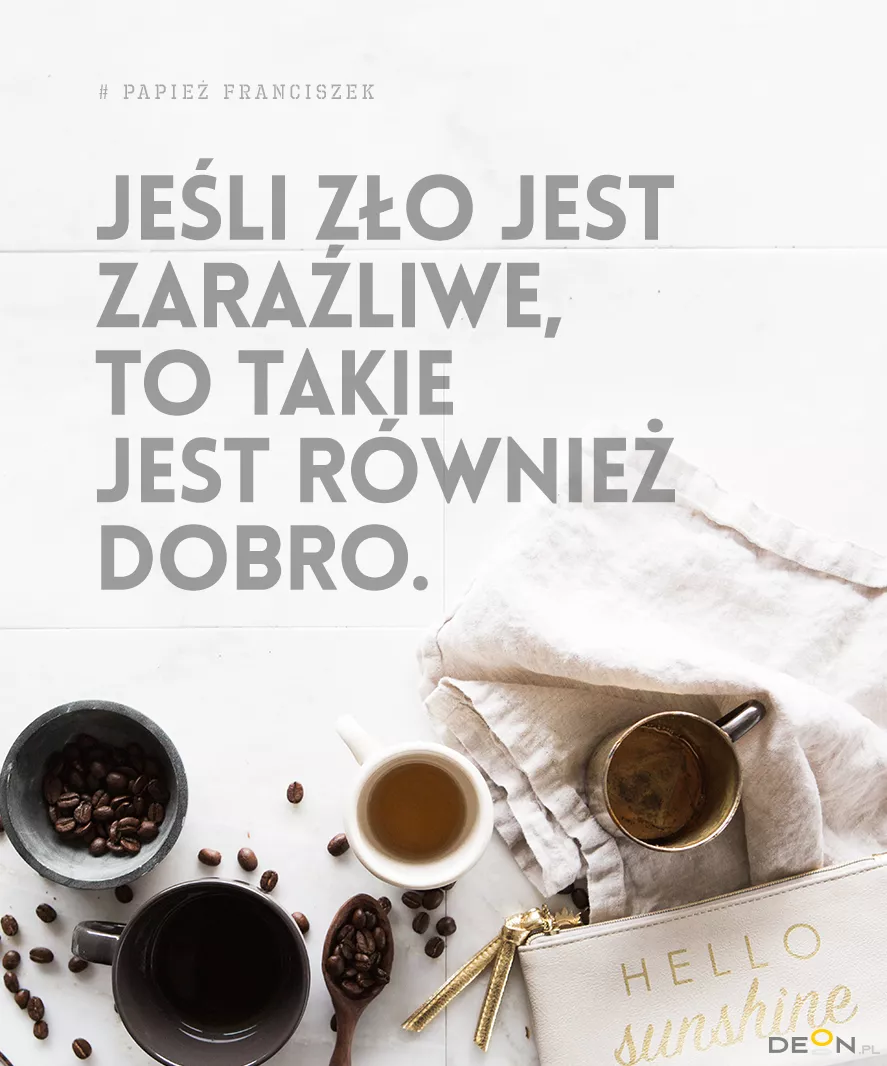 # PAPIEŻ FRANCISZEK
JEŚLI ZŁO JEST
ZARAŹLIWE,
TO TAKIE
JEST RÓWNIEŻ
DOBRO.
HELLO
sunshine
DEON.PL